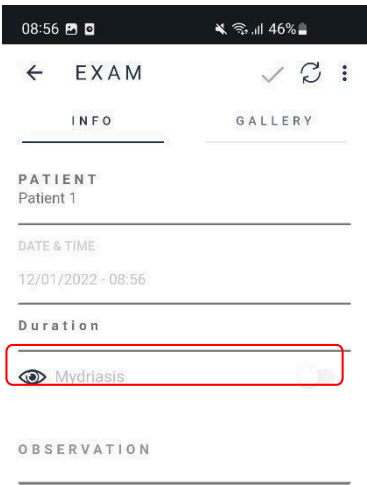 08:56 46%
EXAM
INFO GALLERY
PATIENT
Patient 1
DATE & TIME
12/01/2022 - 08:56
Duration
Mydriasis
OBSERVATION